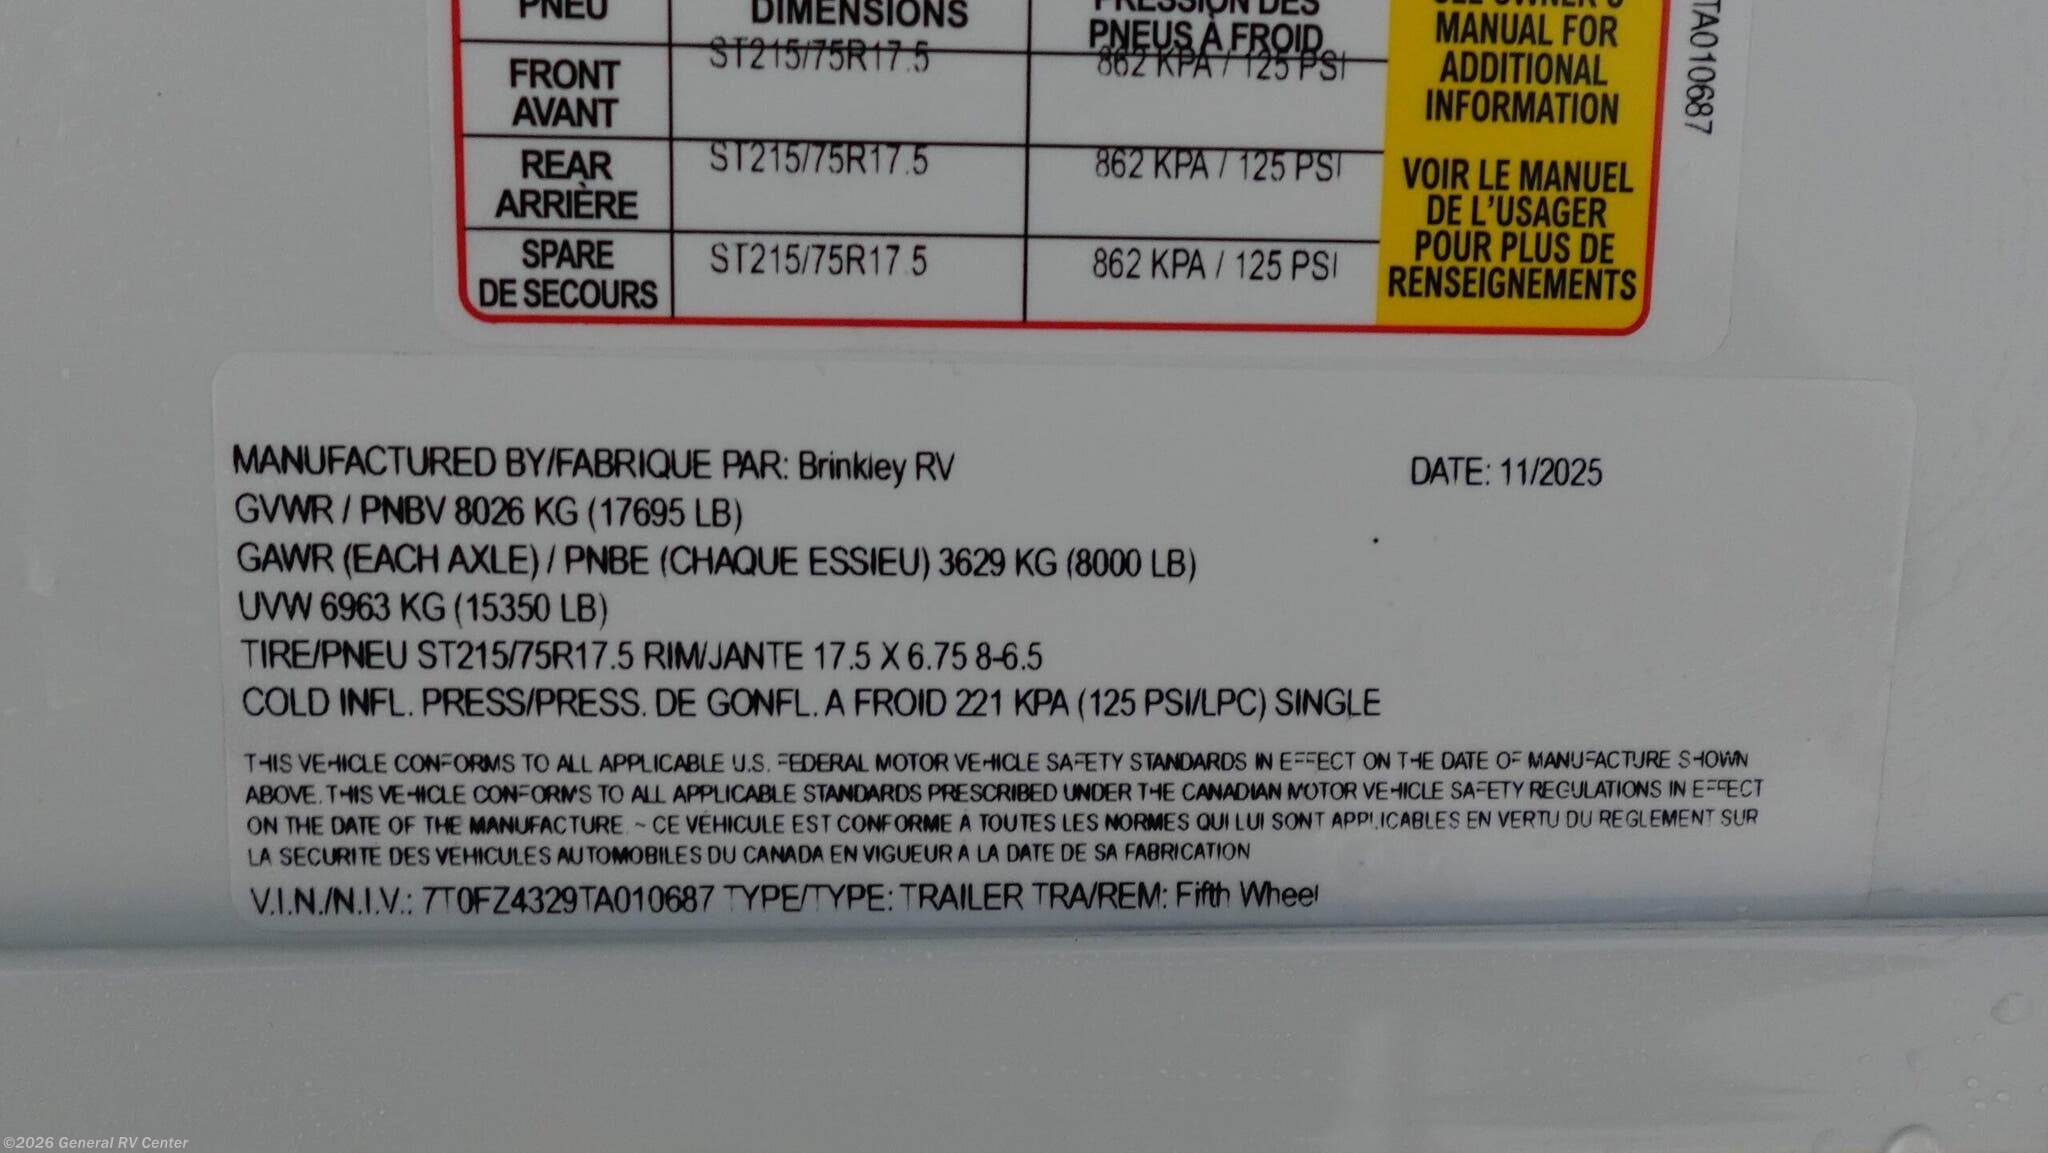 PNEU DIMENSIONS PRESSION DES
PNEUS À FROID
FRONT
AVANT
ST215/75R17.5 862 KPA / 125 PSI
REAR
ARRIÈRE
ST215/75R17.5 862 KPA / 125 PSI
SPARE
DE SECOURS
ST215/75R17.5 862 KPA / 125 PSI
SEE OWNER'S
MANUAL FOR
ADDITIONAL
INFORMATION
VOIR LE MANUEL
DE L'USAGER
POUR PLUS DE
RENSEIGNEMENTS
TA010687
MANUFACTURED BY/FABRIQUE PAR: Brinkley RV DATE: 11/2025
GVWR / PNBV 8026 KG (17695 LB)
GAWR (EACH AXLE) / PNBE (CHAQUE ESSIEU) 3629 KG (8000 LB)
UVW 6963 KG (15350 LB)
TIRE/PNEU ST215/75R17.5 RIM/JANTE 17.5 X 6.75 8-6.5
COLD INFL. PRESS/PRESS. DE GONFL. A FROID 221 KPA (125 PSI/LPC) SINGLE
THIS VEHICLE CONFORMS TO ALL APPLICABLE U.S. FEDERAL MOTOR VEHICLE SAFETY STANDARDS IN EFFECT ON THE DATE OF MANUFACTURE SHOWN
ABOVE. THIS VEHICLE CONFORMS TO ALL APPLICABLE STANDARDS PRESCRIBED UNDER THE CANADIAN MOTOR VEHICLE SAFETY REGULATIONS IN EFFECT
ON THE DATE OF THE MANUFACTURE. ~ CE VÉHICULE EST CONFORME À TOUTES LES NORMES QUI LUI SONT APPLICABLES EN VERTU DU REGLEMENT SUR
LA SECURITE DES VEHICULES AUTOMOBILES DU CANADA EN VIGUEUR A LA DATE DE SA FABRICATION
V.I.N./N.I.V.: 7T0FZ4329TA010687 TYPE/TYPE: TRAILER TRA/REM: Fifth Wheel
©2026 General RV Center